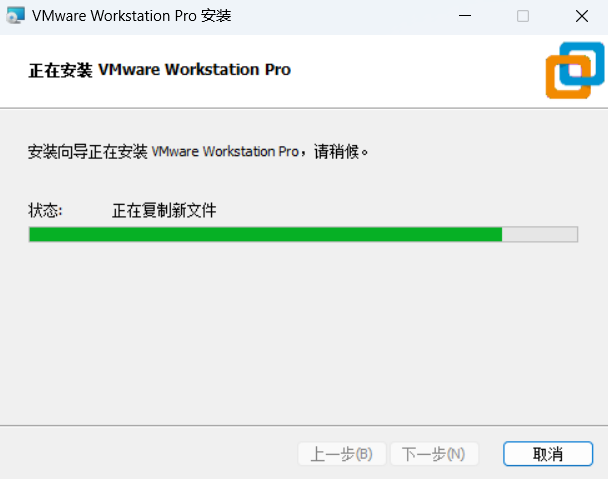 VMware Workstation Pro 安装
正在安装 VMware Workstation Pro
安装向导正在安装 VMware Workstation Pro，请稍候。
状态: 正在复制新文件
上一步(B) 下一步(N) 取消